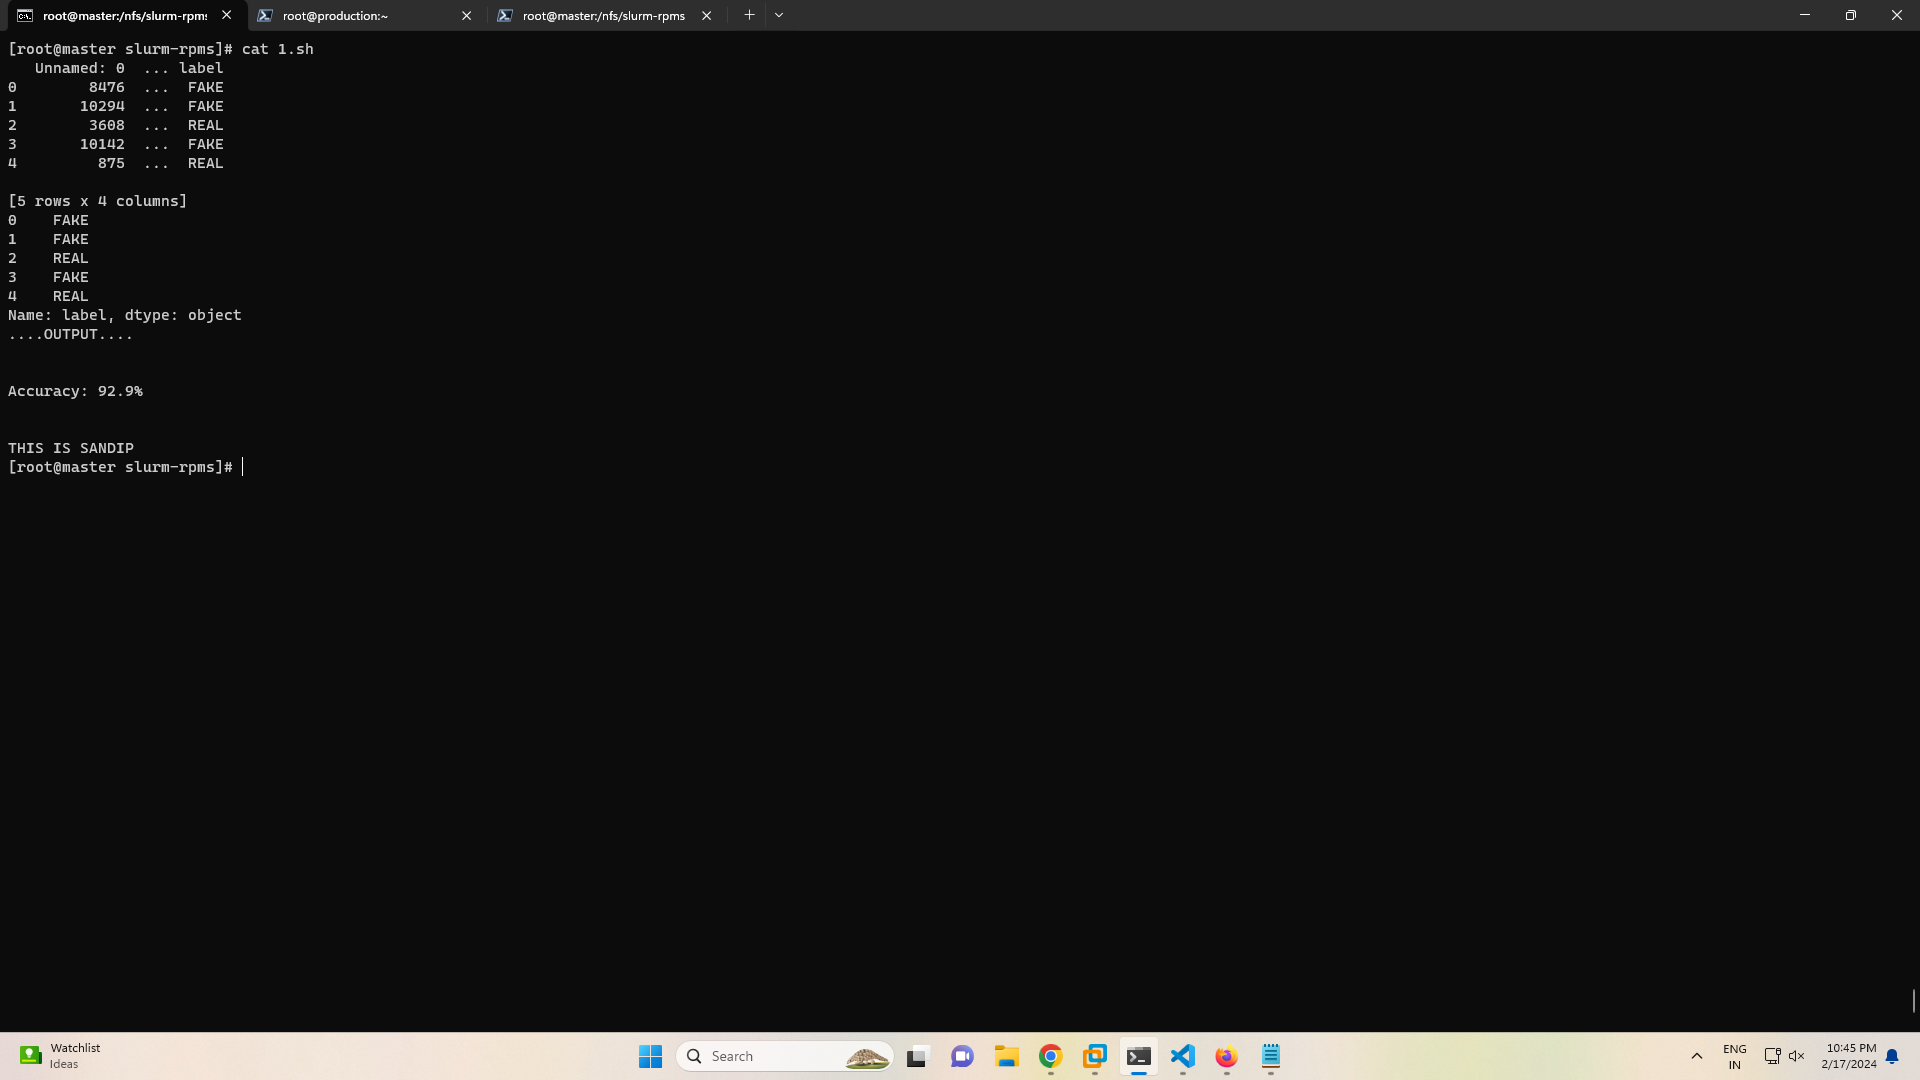 root@master:/nfs/slurm-rpms
root@production:~
root@master:/nfs/slurm-rpms
[root@master slurm-rpms]# cat 1.sh
   Unnamed: 0  ... label
0        8476  ...  FAKE
1       10294  ...  FAKE
2        3608  ...  REAL
3       10142  ...  FAKE
4         875  ...  REAL
[5 rows x 4 columns]
0    FAKE
1    FAKE
2    REAL
3    FAKE
4    REAL
Name: label, dtype: object
....OUTPUT....
Accuracy: 92.9%
THIS IS SANDIP
[root@master slurm-rpms]#
Watchlist
Ideas
Search
ENG
IN
10:45 PM
2/17/2024